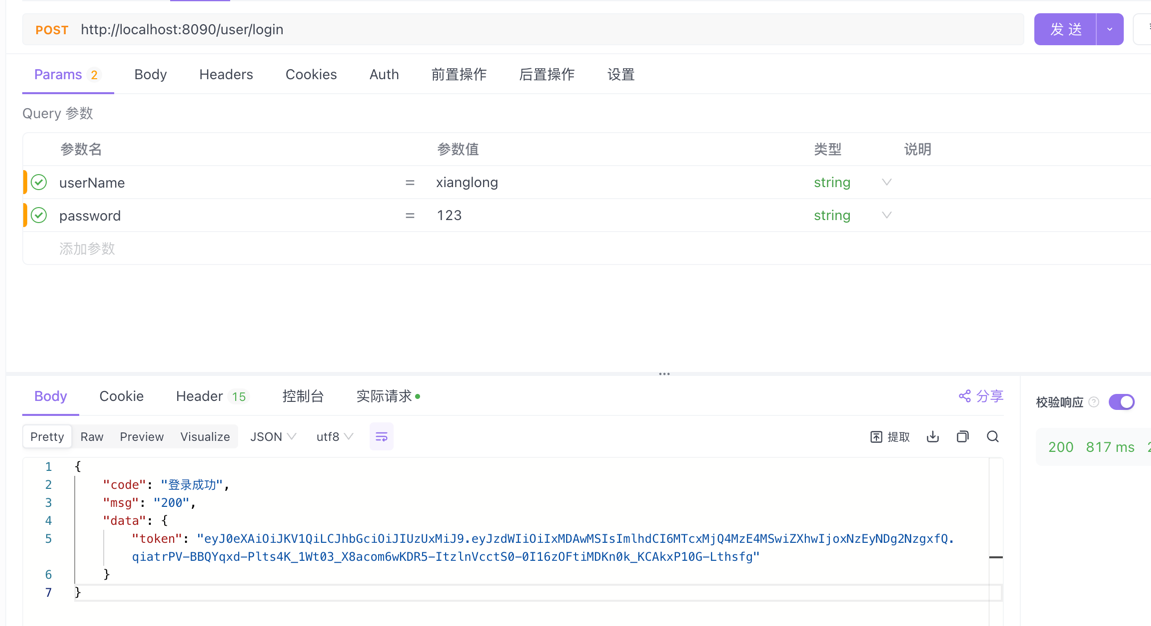 POST http://localhost:8090/user/login 发 送
Params 2 Body Headers Cookies Auth 前置操作 后置操作 设置
Query 参数
参数名 参数值 类型 说明
userName = xianglong string
password = 123 string
添加参数
Body Cookie Header 15 控制台 实际请求 分享
校验响应
Pretty Raw Preview Visualize JSON utf8 提取
200 817 ms
1 {
2 "code": "登录成功",
3 "msg": "200",
4 "data": {
5 "token": "eyJ0eXAiOiJKV1QiLCJhbGciOiJIUzUxMiJ9.eyJzdWIiOiIxMDAwMSIsImlhdCI6MTcxMjQ4MzE4MSwiZXhwIjoxNzEyNDg2NzgxfQ.
qiatrPV-BBQYqxd-Plts4K_1Wt03_X8acom6wKDR5-ItzlnVcctS0-0I16zOFtiMDKn0k_KCAkxP10G-Lthsfg"
6 }
7 }